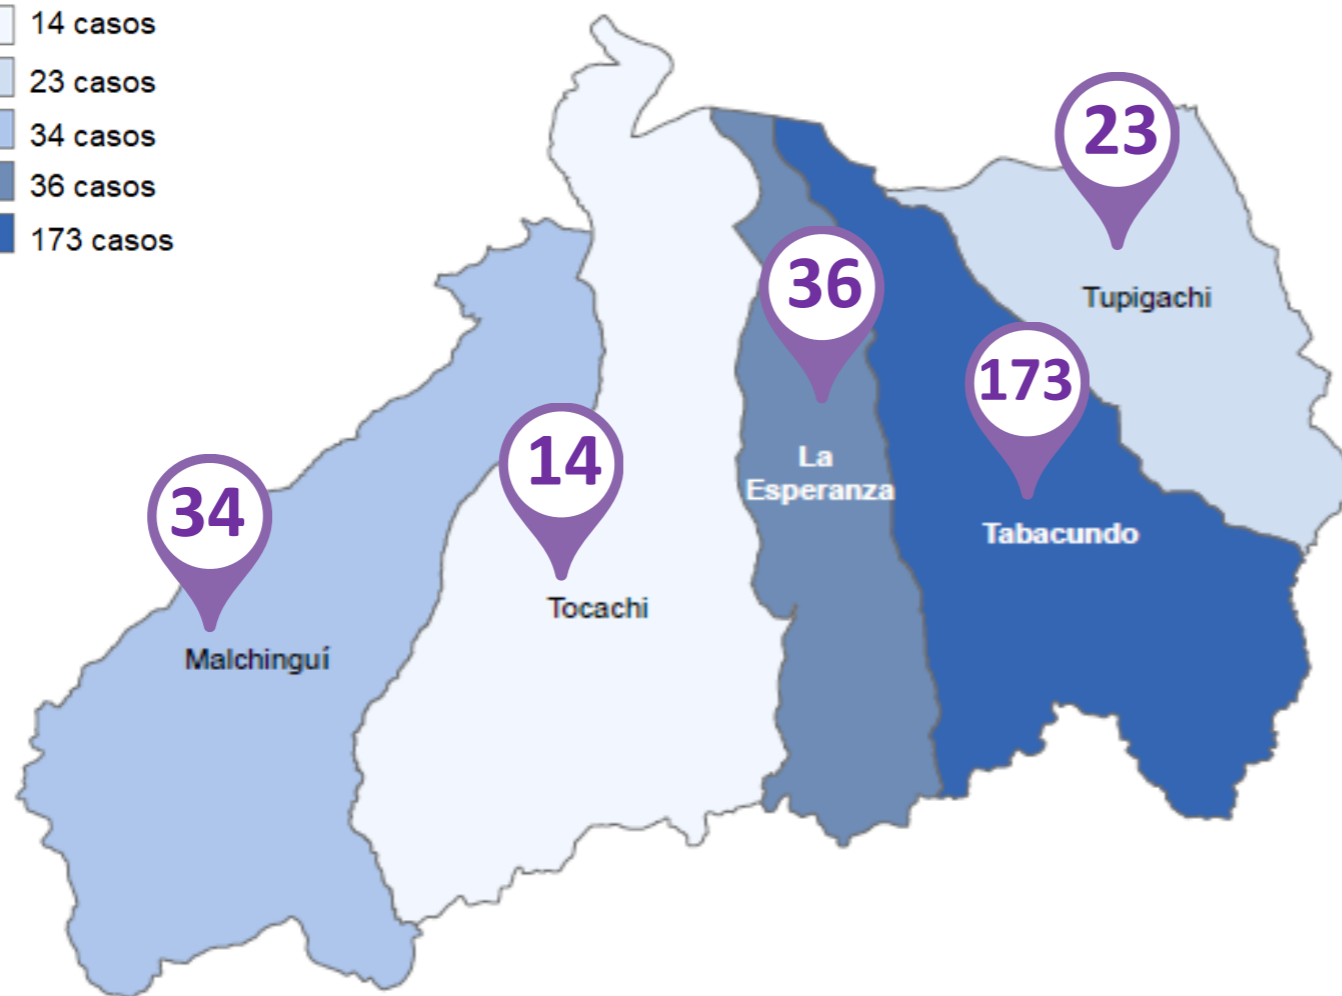 14 casos
23 casos
34 casos
36 casos
173 casos
23
Tupigachi
36
La
Esperanza
173
Tabacundo
14
Tocachi
34
Malchinguí